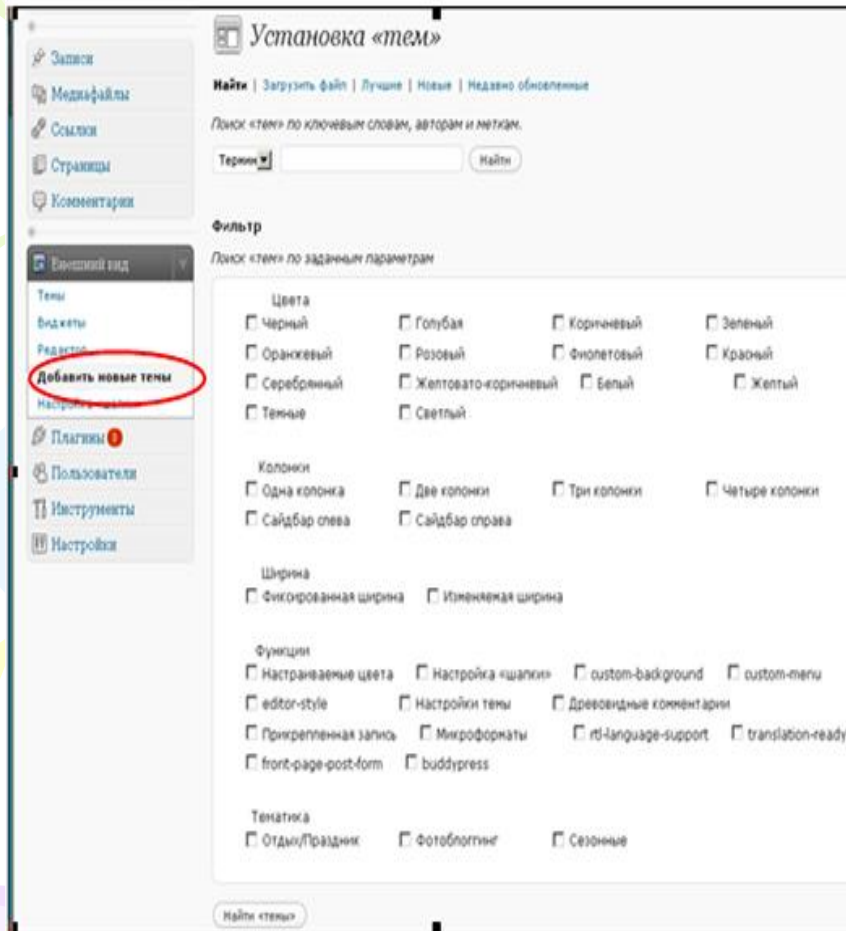 Записи
Медиафайлы
Ссылки
Страницы
Комментарии
Внешний вид
Темы
Виджеты
Редактор
Добавить новые темы
Плагины
Пользователи
Инструменты
Настройки
Установка «тем»
Найти | Загрузить файл | Лучшие | Новые | Недавно обновленные
Поиск «тем» по ключевым словам, авторам и меткам.
Термин Найти
Фильтр
Поиск «тем» по заданным параметрам
Цвета
Черный Голубая Коричневый Зеленый
Оранжевый Розовый Фиолетовый Красный
Серебрянный Желтовато-коричневый Белый Желтый
Темные Светлый
Колонки
Одна колонка Две колонки Три колонки Четыре колонки
Сайдбар слева Сайдбар справа
Ширина
Фиксированная ширина Изменяемая ширина
Функции
Настраиваемые цвета Настройка «шапки» custom-background custom-menu
editor-style Настройки темы Древовидные комментарии
Прикрепленная запись Микроформаты rtl-language-support translation-ready
front-page-post-form buddypress
Тематика
Отдых/Праздник Фотоблоггинг Сезонные
Найти «темы»